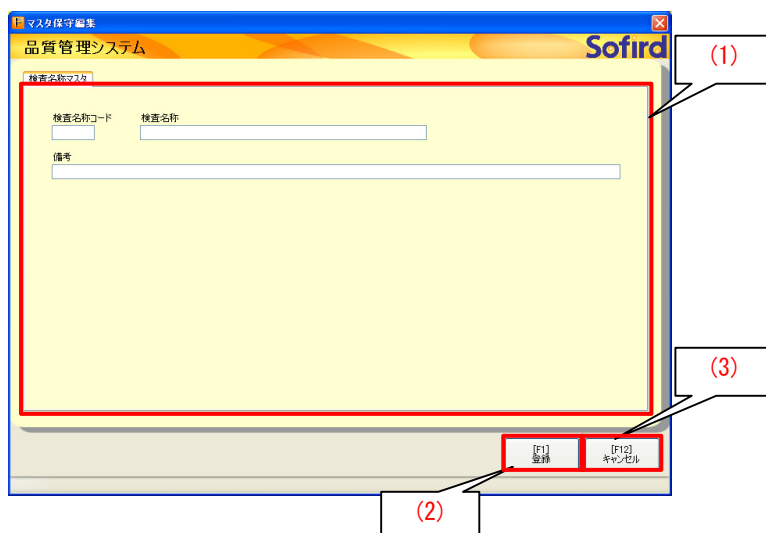 マスタ保守編集
品質管理システム
Sofird
(1)
検査名称マスタ
検査名称コード 検査名称
備考
(3)
[F1]
登録
[F12]
キャンセル
(2)